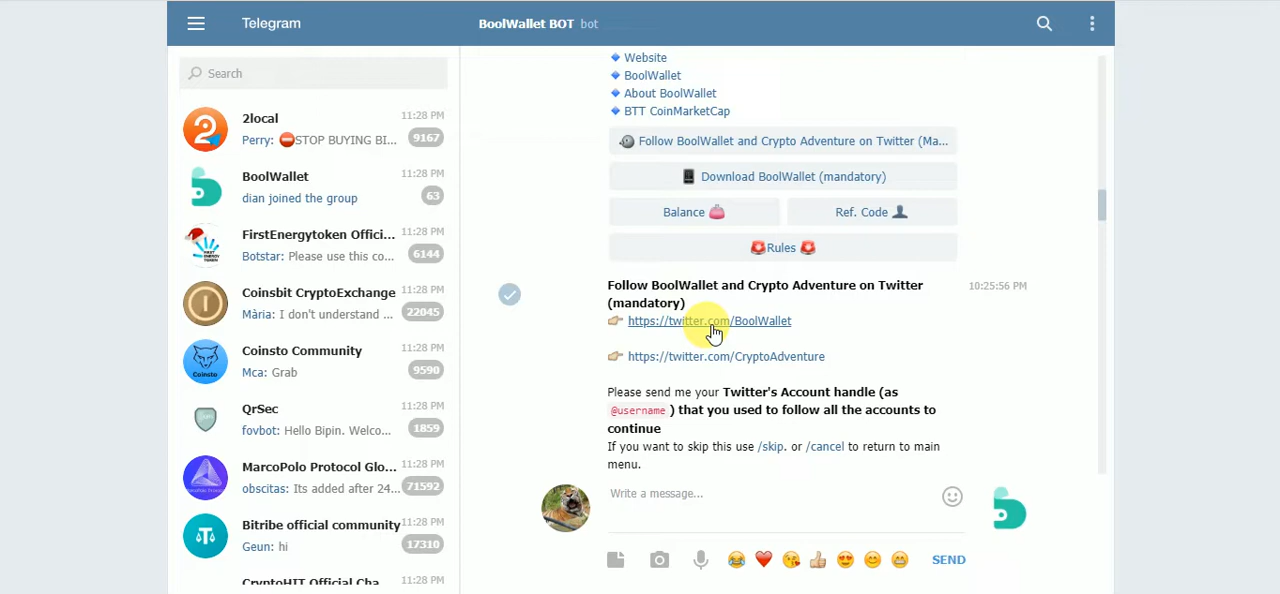 Telegram
BoolWallet BOT bot
Search
2local 11:28 PM
Perry: ⛔STOP BUYING BI... 9167
BoolWallet 11:28 PM
dian joined the group 63
FirstEnergytoken Offici... 11:28 PM
Botstar: Please use this co... 6144
Coinsbit CryptoExchange 11:28 PM
Mària: I don't understand ... 22045
Coinsto Community 11:28 PM
Mca: Grab 9590
QrSec 11:28 PM
fovbot: Hello Bipin. Welco... 1859
MarcoPolo Protocol Glo... 11:28 PM
obscitas: Its added after 24... 71592
Bitribe official community 11:28 PM
Geun: hi 17310
CryptoHIT Official Cha 11:28 PM
🔹 Website
🔹 BoolWallet
🔹 About BoolWallet
🔹 BTT CoinMarketCap
Follow BoolWallet and Crypto Adventure on Twitter (Ma...
📱 Download BoolWallet (mandatory)
Balance 👛 Ref. Code 👤
🚨Rules 🚨
Follow BoolWallet and Crypto Adventure on Twitter 10:25:56 PM
(mandatory)
👉 https://twitter.com/BoolWallet
👉 https://twitter.com/CryptoAdventure
Please send me your Twitter's Account handle (as
@username ) that you used to follow all the accounts to
continue
If you want to skip this use /skip. or /cancel to return to main
menu.
Write a message...
SEND